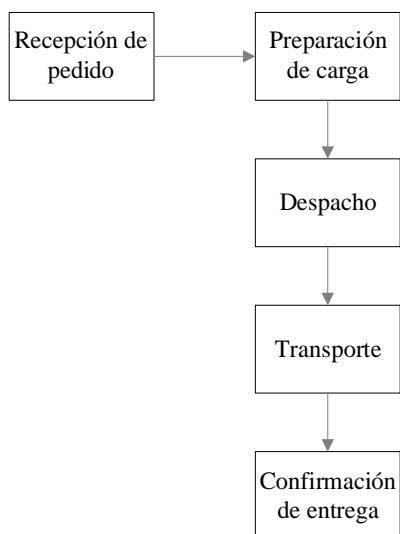 Recepción de
pedido
Preparación
de carga
Despacho
Transporte
Confirmación
de entrega